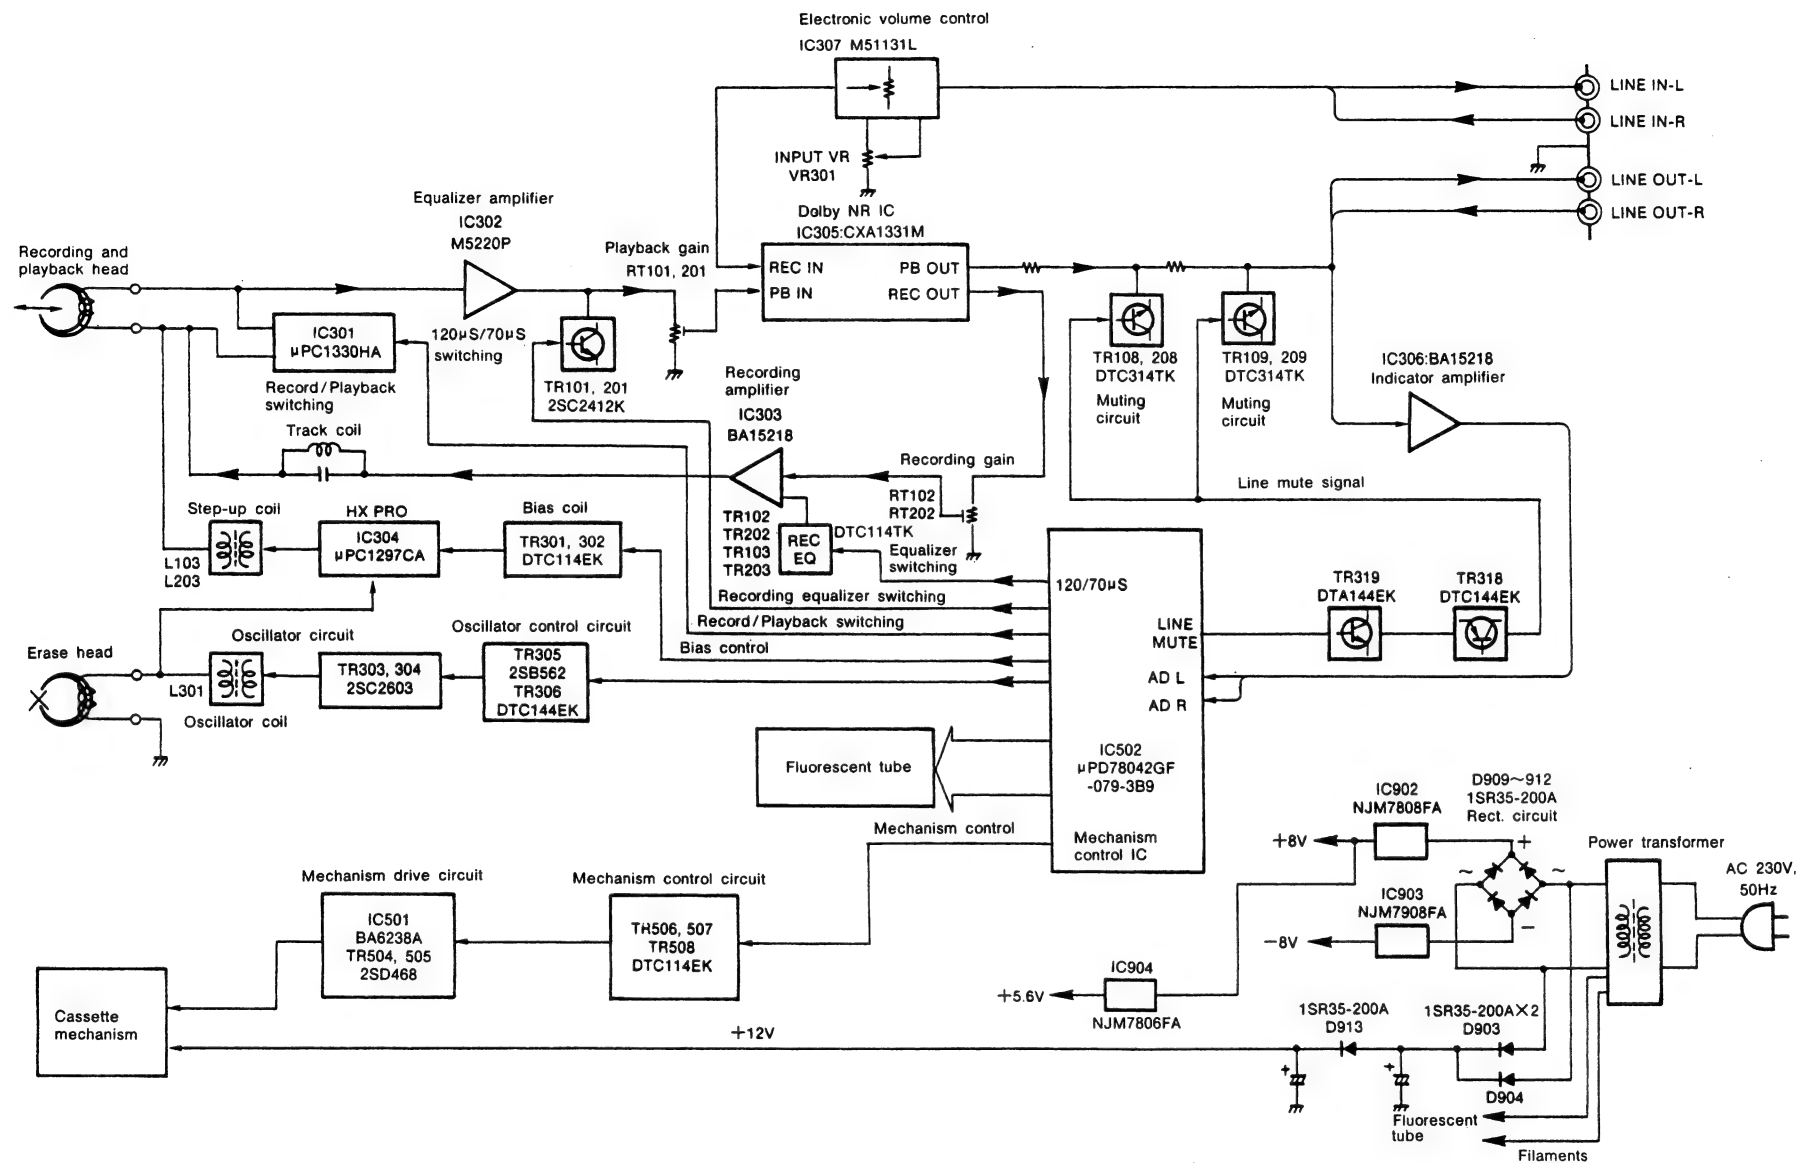 Electronic volume control
IC307 M51131L
LINE IN-L
LINE IN-R
INPUT VR
VR301
LINE OUT-L
LINE OUT-R
Equalizer amplifier
IC302
M5220P
Dolby NR IC
IC305:CXA1331M
Recording and
playback head
Playback gain
RT101, 201
REC IN
PB OUT
PB IN
REC OUT
IC301
μPC1330HA
120μS/70μS
switching
Record/Playback
switching
TR101, 201
2SC2412K
TR108, 208
DTC314TK
Muting
circuit
TR109, 209
DTC314TK
Muting
circuit
IC306:BA15218
Indicator amplifier
Recording
amplifier
IC303
BA15218
Track coil
Recording gain
Line mute signal
RT102
RT202
Step-up coil
L103
L203
HX PRO
IC304
μPC1297CA
Bias coil
TR301, 302
DTC114EK
TR102
TR202
TR103
TR203
REC
EQ
DTC114TK
Equalizer
switching
120/70μS
Recording equalizer switching
Record/Playback switching
Bias control
LINE
MUTE
TR319
DTA144EK
TR318
DTC144EK
AD L
AD R
Erase head
Oscillator circuit
Oscillator control circuit
L301
TR303, 304
2SC2603
TR305
2SB562
TR306
DTC144EK
Oscillator coil
Fluorescent tube
IC502
μPD78042GF
-079-3B9
Mechanism control
Mechanism
control IC
IC902
NJM7808FA
D909~912
1SR35-200A
Rect. circuit
+8V
+
Power transformer
~
~
AC 230V,
50Hz
IC903
NJM7908FA
-8V
−
Mechanism drive circuit
Mechanism control circuit
IC501
BA6238A
TR504, 505
2SD468
TR506, 507
TR508
DTC114EK
IC904
+5.6V
NJM7806FA
Cassette
mechanism
+12V
1SR35-200A
D913
1SR35-200A×2
D903
+
+
D904
Fluorescent
tube
Filaments